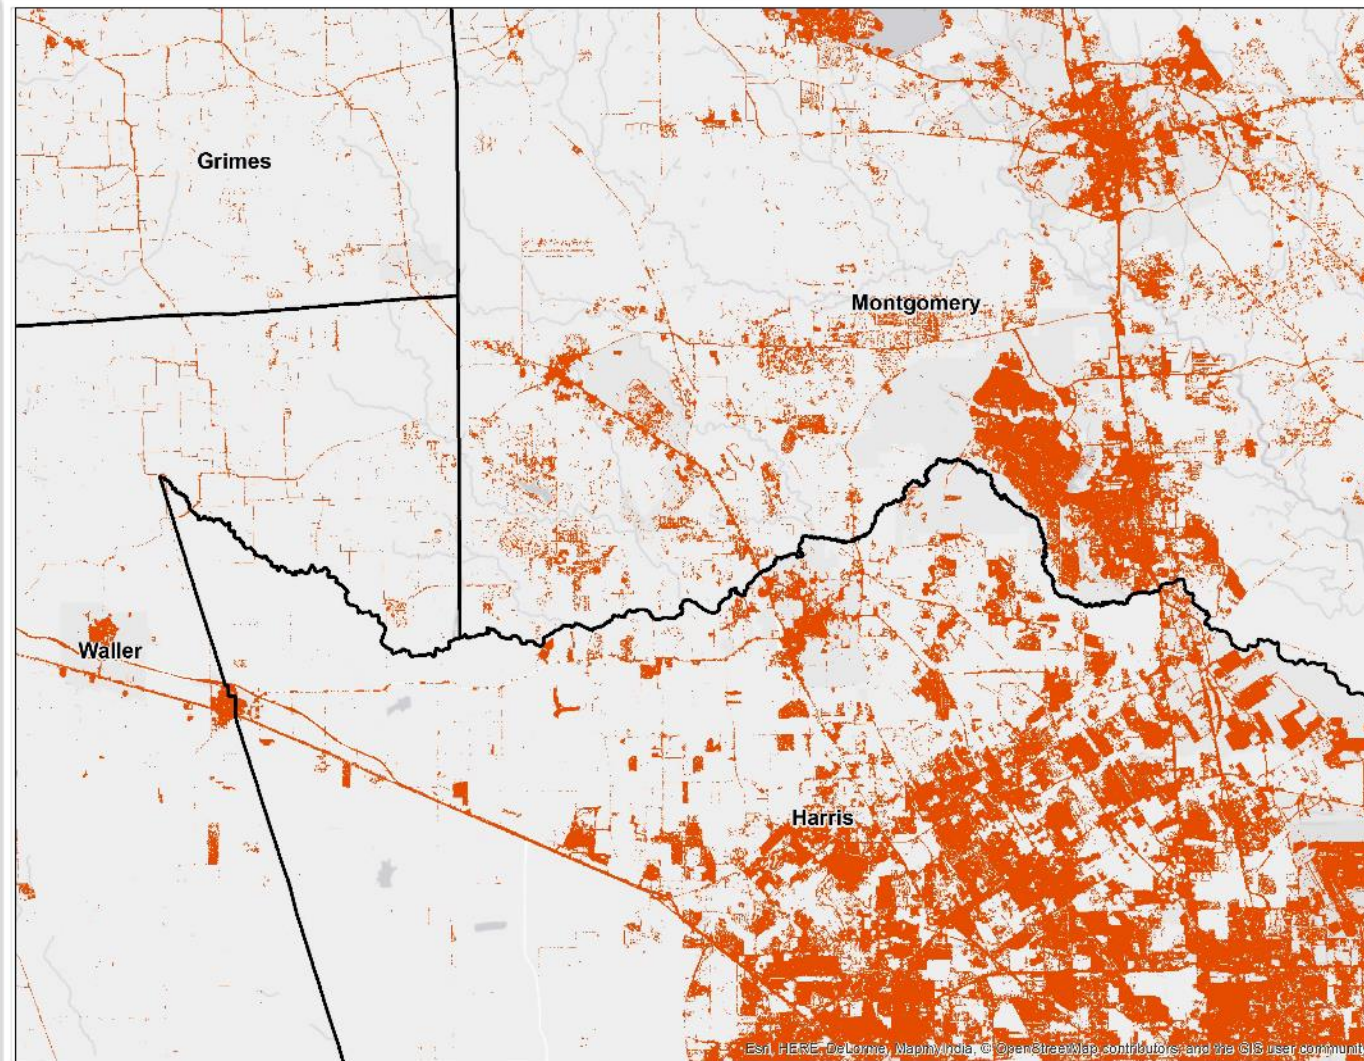 Grimes
Montgomery
Waller
Harris
Esri, HERE, DeLorme, MapmyIndia, © OpenStreetMap contributors, and the GIS user communit